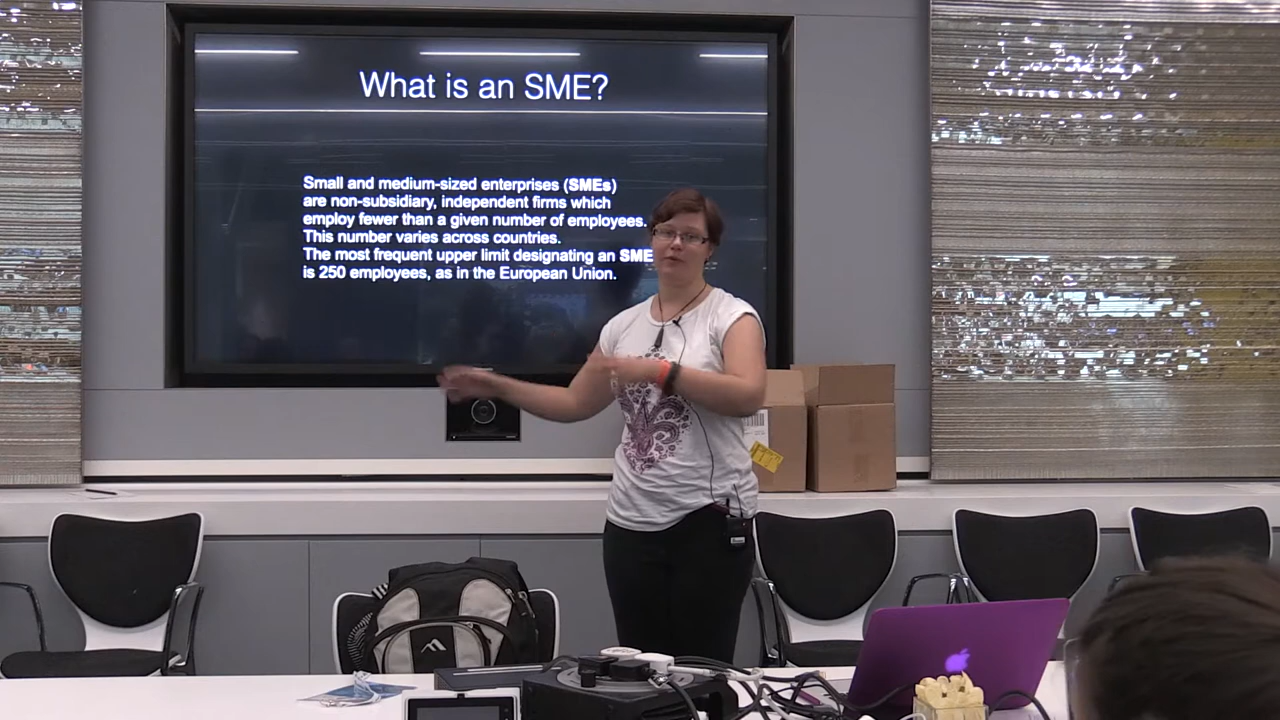 What is an SME?
Small and medium-sized enterprises (SMEs)
are non-subsidiary, independent firms which
employ fewer than a given number of employees.
This number varies across countries.
The most frequent upper limit designating an SME
is 250 employees, as in the European Union.